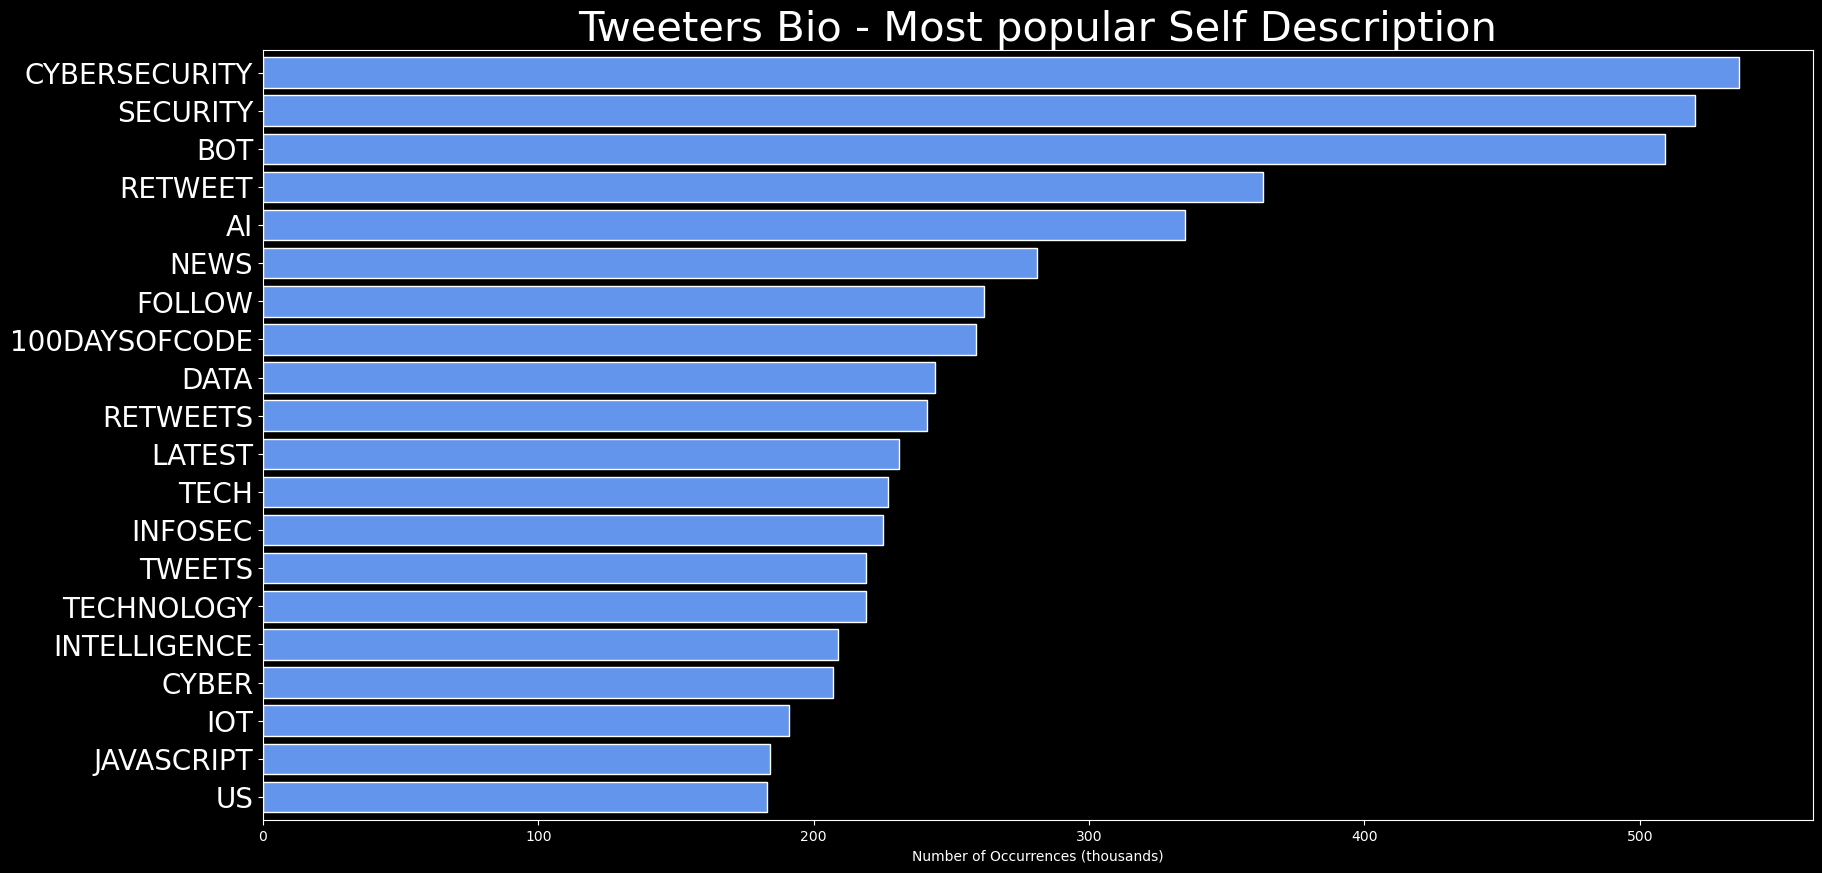 Tweeters Bio - Most popular Self Description
CYBERSECURITY
SECURITY
BOT
RETWEET
AI
NEWS
FOLLOW
100DAYSOFCODE
DATA
RETWEETS
LATEST
TECH
INFOSEC
TWEETS
TECHNOLOGY
INTELLIGENCE
CYBER
IOT
JAVASCRIPT
US
0 100 200 300 400 500
Number of Occurrences (thousands)